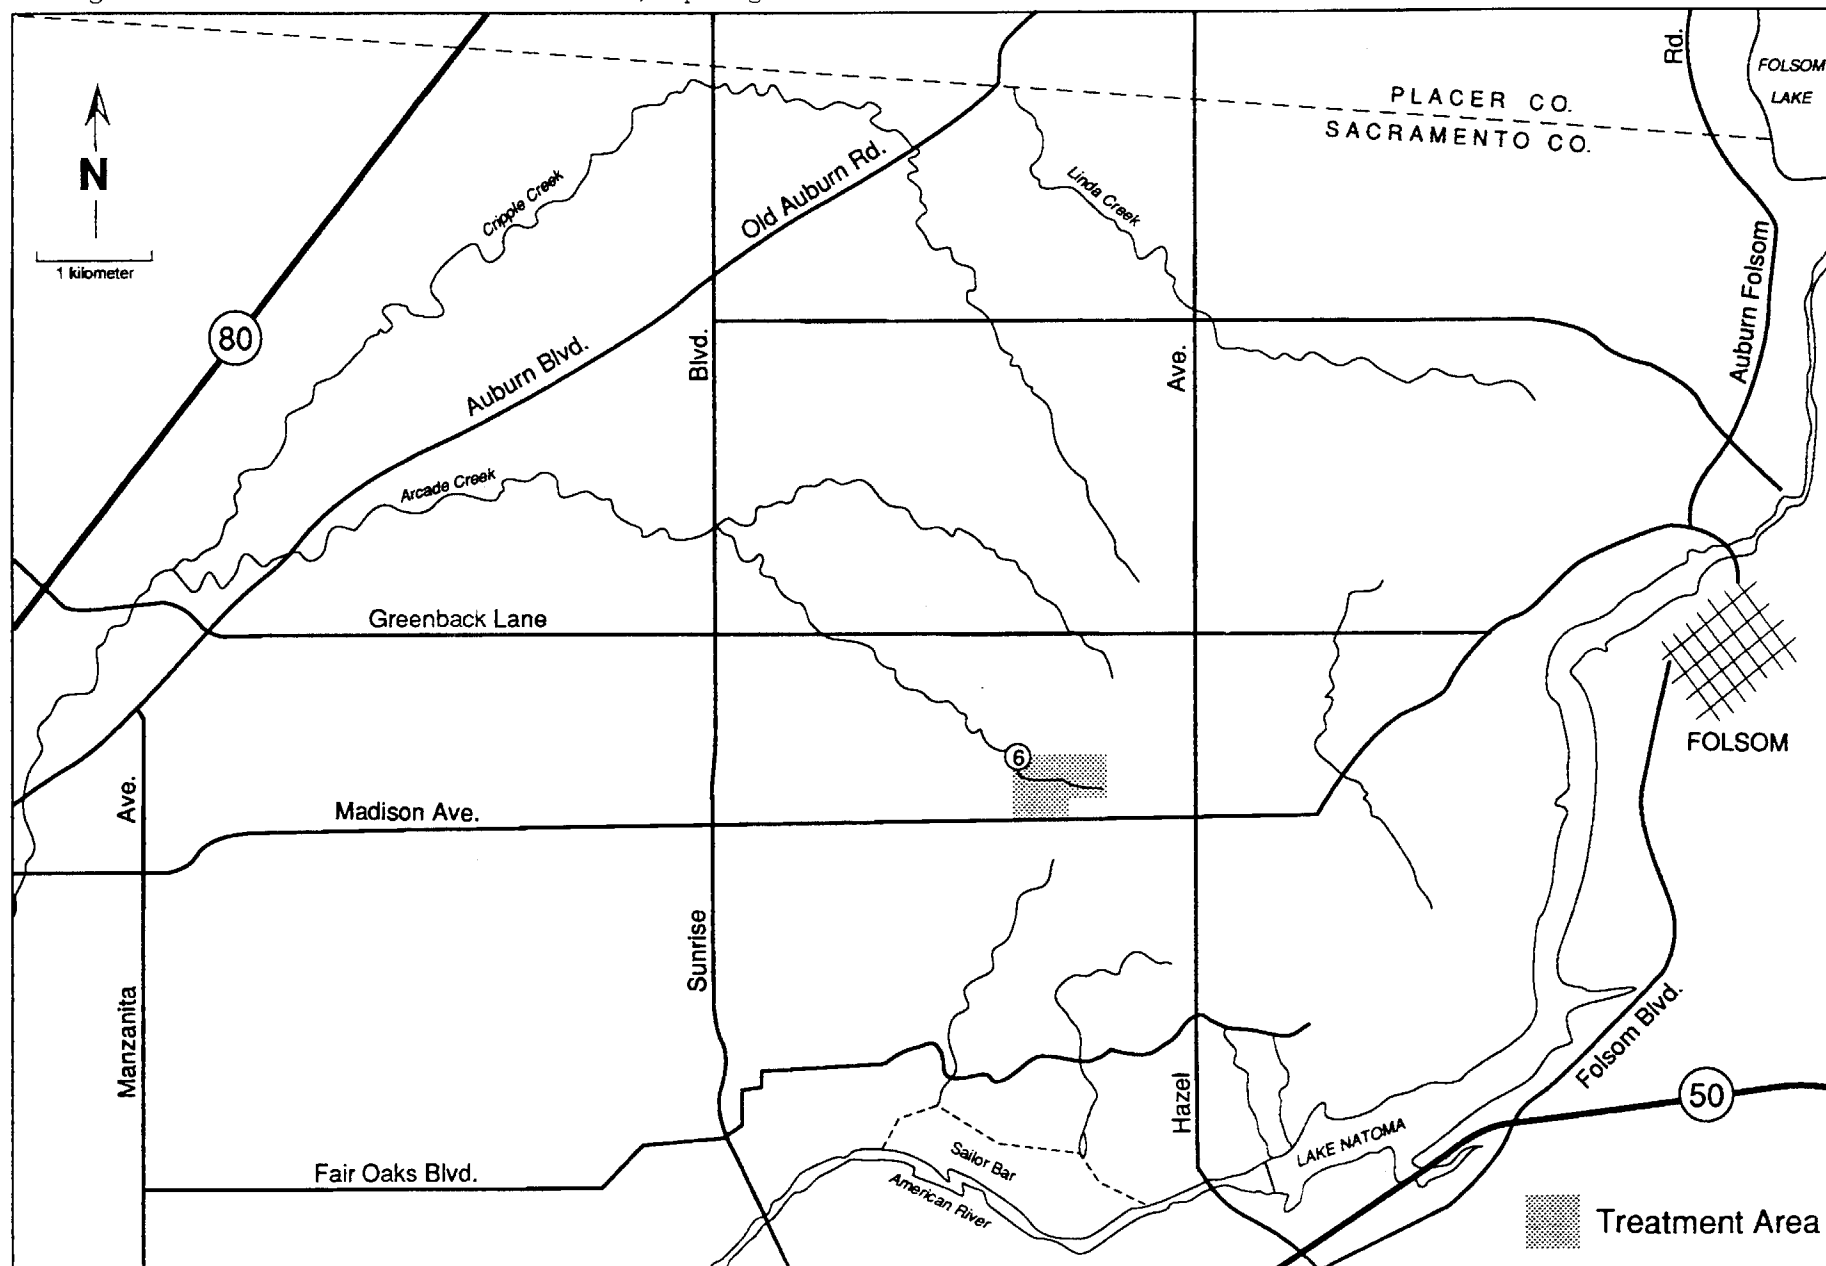 Rd.
FOLSOM
LAKE
PLACER CO.
SACRAMENTO CO.
N
1 kilometer
Cripple Creek
Old Auburn Rd.
Linda Creek
Auburn Folsom
80
Auburn Blvd.
Blvd.
Ave.
Arcade Creek
Greenback Lane
FOLSOM
6
Ave.
Madison Ave.
Sunrise
Manzanita
Hazel
Folsom Blvd.
50
LAKE NATOMA
Sailor Bar
American River
Fair Oaks Blvd.
Treatment Area